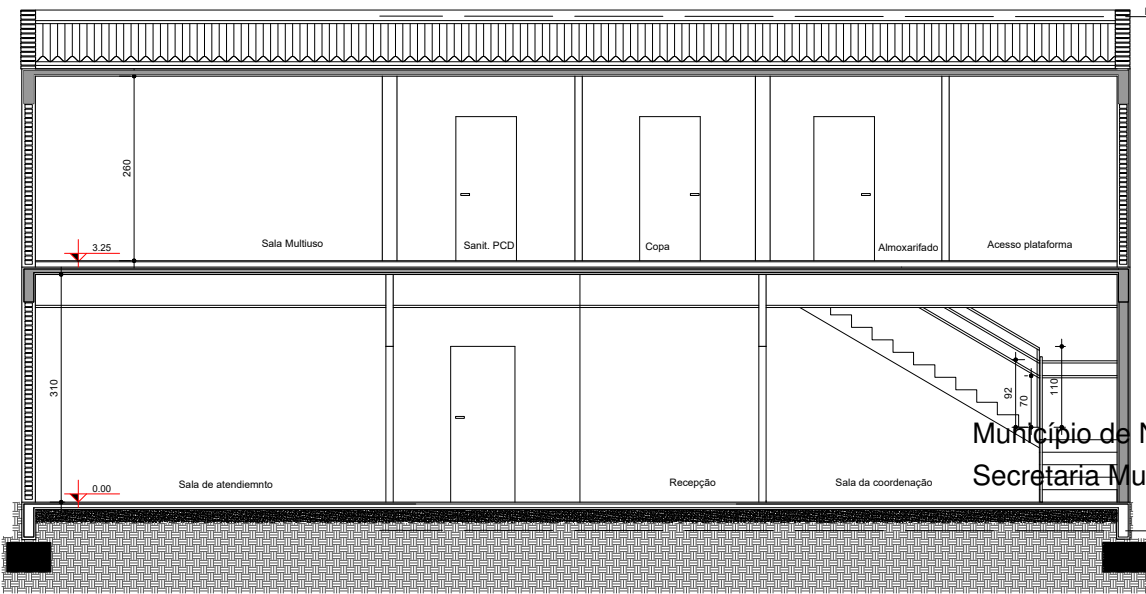 260
3.25
Sala Multiuso
Sanit. PCD
Copa
Almoxarifado
Acesso plataforma
310
92
70
110
Município de
Secretaria
0.00
Sala de atendiemnto
Recepção
Sala da coordenação